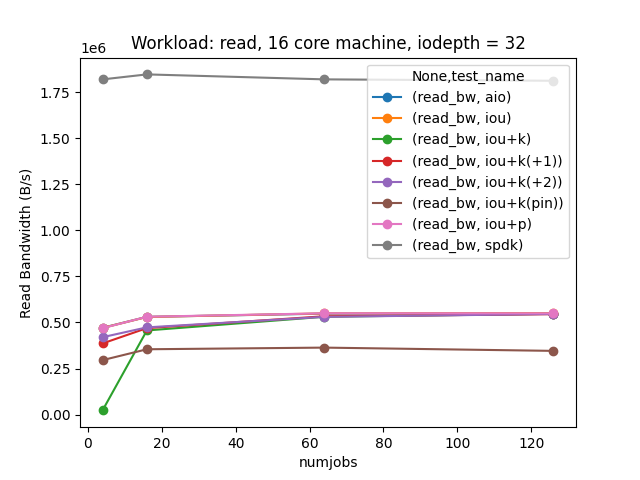 Workload: read, 16 core machine, iodepth = 32
1e6
None,test_name
(read_bw, aio)
(read_bw, iou)
(read_bw, iou+k)
(read_bw, iou+k(+1))
(read_bw, iou+k(+2))
(read_bw, iou+k(pin))
(read_bw, iou+p)
(read_bw, spdk)
Read Bandwidth (B/s)
1.75
1.50
1.25
1.00
0.75
0.50
0.25
0.00
0 20 40 60 80 100 120
numjobs